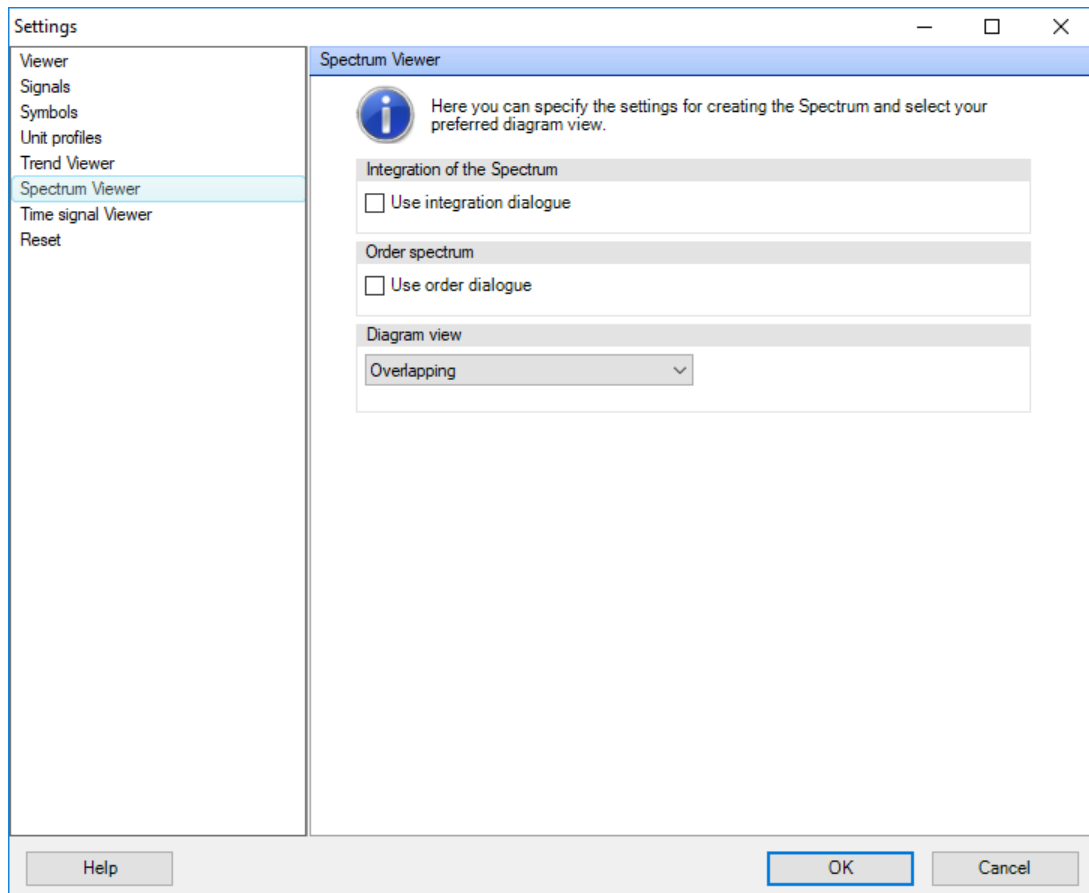 Settings
Viewer
Signals
Symbols
Unit profiles
Trend Viewer
Spectrum Viewer
Time signal Viewer
Reset
Spectrum Viewer
Here you can specify the settings for creating the Spectrum and select your
preferred diagram view.
Integration of the Spectrum
Use integration dialogue
Order spectrum
Use order dialogue
Diagram view
Overlapping
Help
OK
Cancel